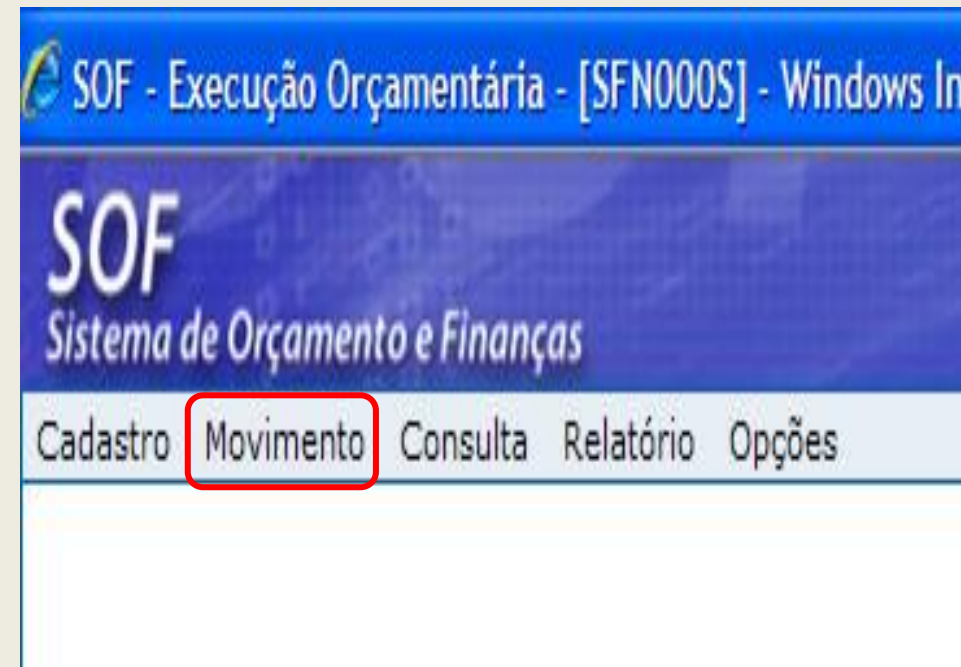 SOF - Execução Orçamentária - [SFN000S] - Windows In
SOF
Sistema de Orçamento e Finanças
Cadastro Movimento Consulta Relatório Opções